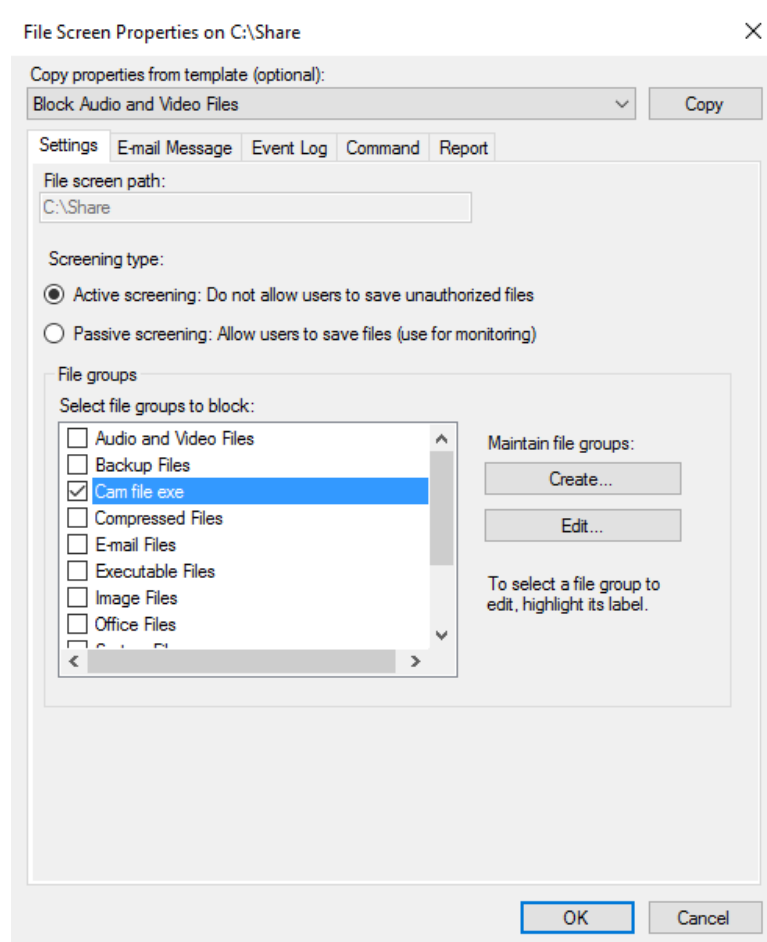 File Screen Properties on C:\Share
Copy properties from template (optional):
Block Audio and Video Files
Copy
Settings E-mail Message Event Log Command Report
File screen path:
C:\Share
Screening type:
Active screening: Do not allow users to save unauthorized files
Passive screening: Allow users to save files (use for monitoring)
File groups
Select file groups to block:
Audio and Video Files
Backup Files
Cam file exe
Compressed Files
E-mail Files
Executable Files
Image Files
Office Files
Maintain file groups:
Create...
Edit...
To select a file group to
edit, highlight its label.
OK Cancel